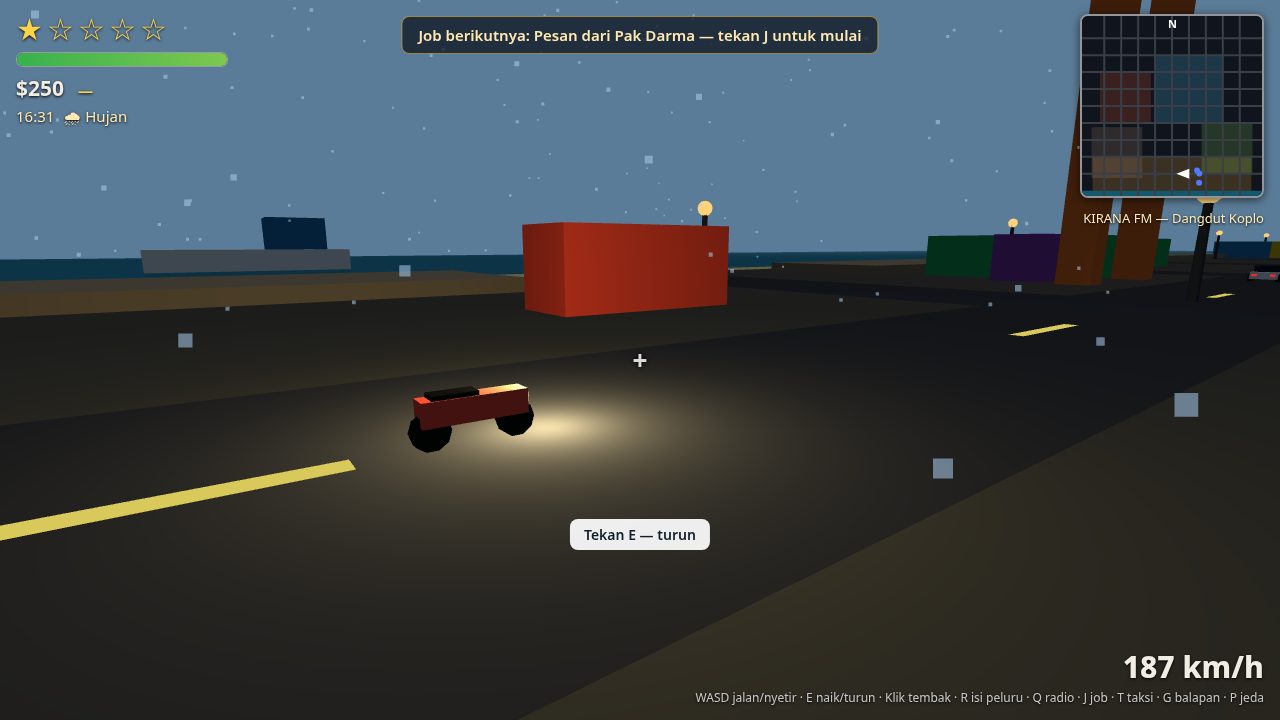 ★☆☆☆☆
Job berikutnya: Pesan dari Pak Darma — tekan J untuk mulai
N
$250 —
16:31 🌧 Hujan
KIRANA FM — Dangdut Koplo
+
Tekan E — turun
187 km/h
WASD jalan/nyetir · E naik/turun · Klik tembak · R isi peluru · Q radio · J job · T taksi · G balapan · P jeda